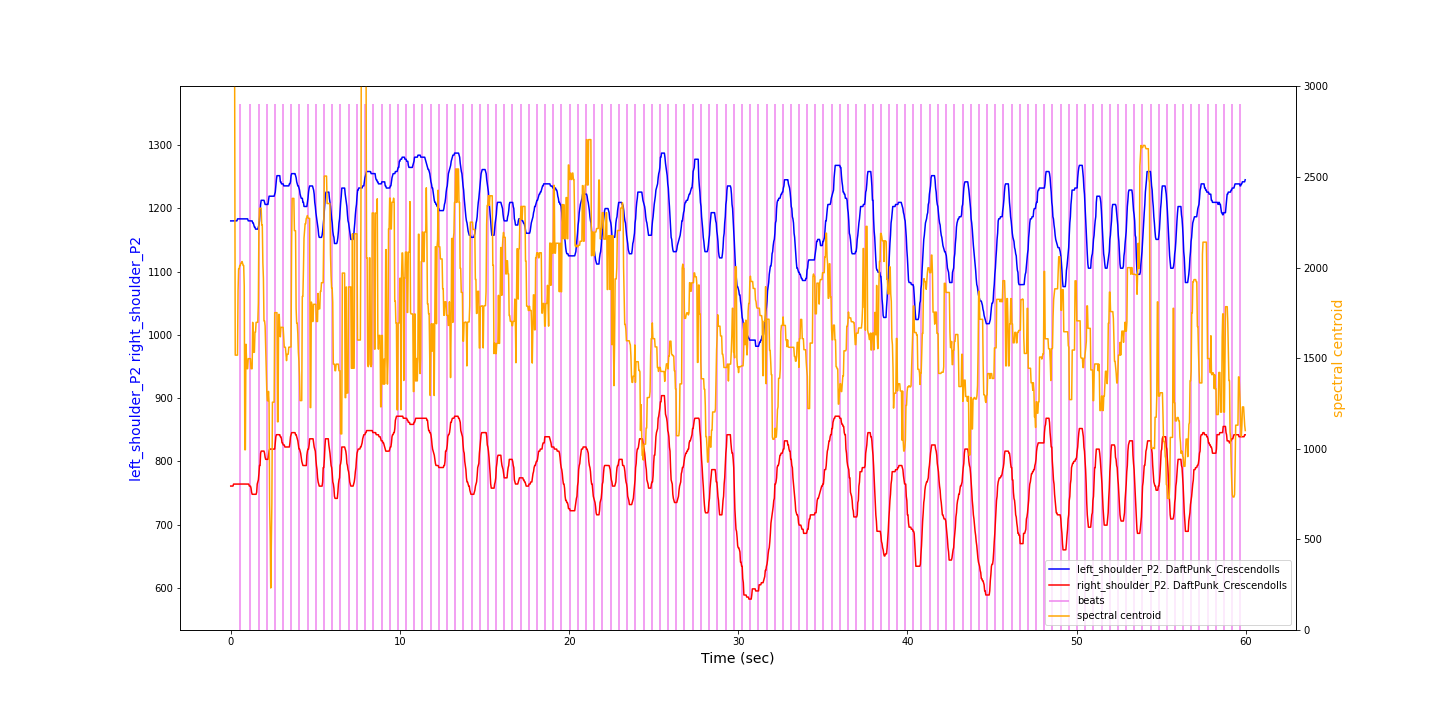 left_shoulder_P2 right_shoulder_P2
1300
1200
1100
1000
900
800
700
600
3000
2500
2000
1500
1000
500
0
spectral centroid
left_shoulder_P2. DaftPunk_Crescendolls
right_shoulder_P2. DaftPunk_Crescendolls
beats
spectral centroid
0 10 20 30 40 50 60
Time (sec)